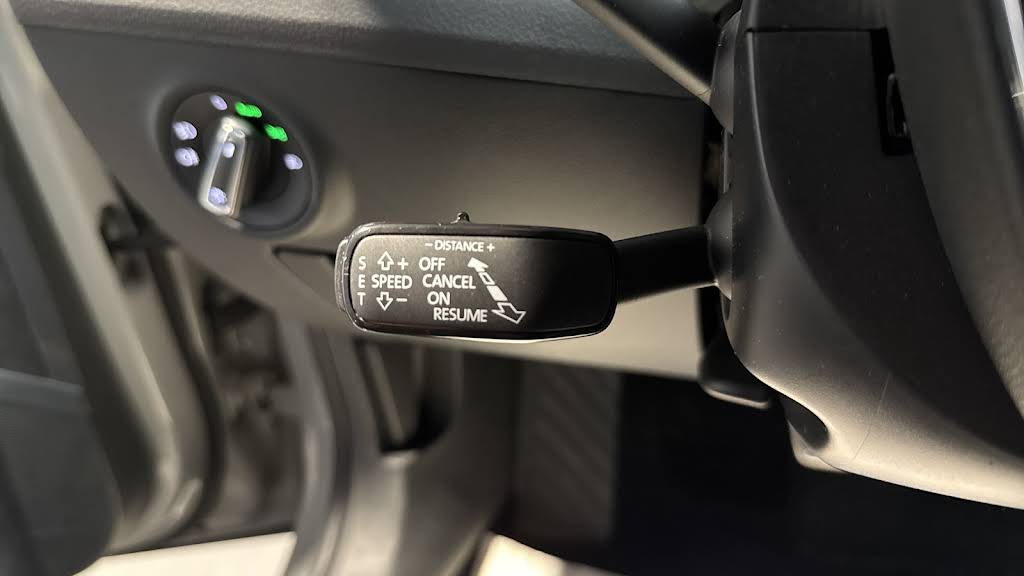 - DISTANCE +
S + OFF
E SPEED CANCEL
T - ON
RESUME